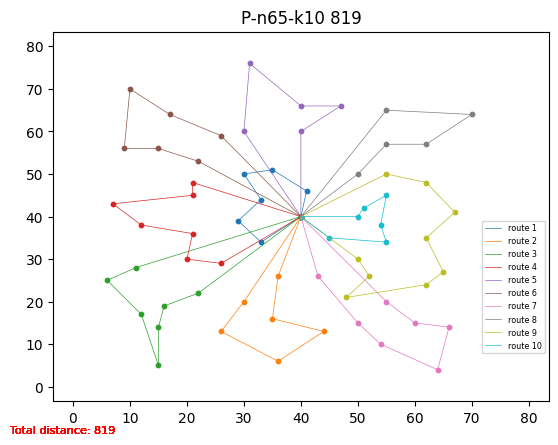 P-n65-k10 819
80
70
60
50
40
30
20
10
0
0 10 20 30 40 50 60 70 80
route 1
route 2
route 3
route 4
route 5
route 6
route 7
route 8
route 9
route 10
Total distance: 819